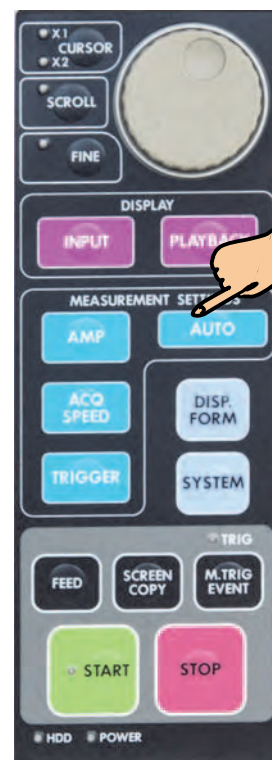 X1
CURSOR
X2
SCROLL
FINE
DISPLAY
INPUT
PLAYBACK
MEASUREMENT SETTINGS
AMP
AUTO
ACQ
SPEED
DISP.
FORM
TRIGGER
SYSTEM
TRIG
FEED
SCREEN
COPY
M.TRIG
EVENT
START
STOP
HDD
POWER